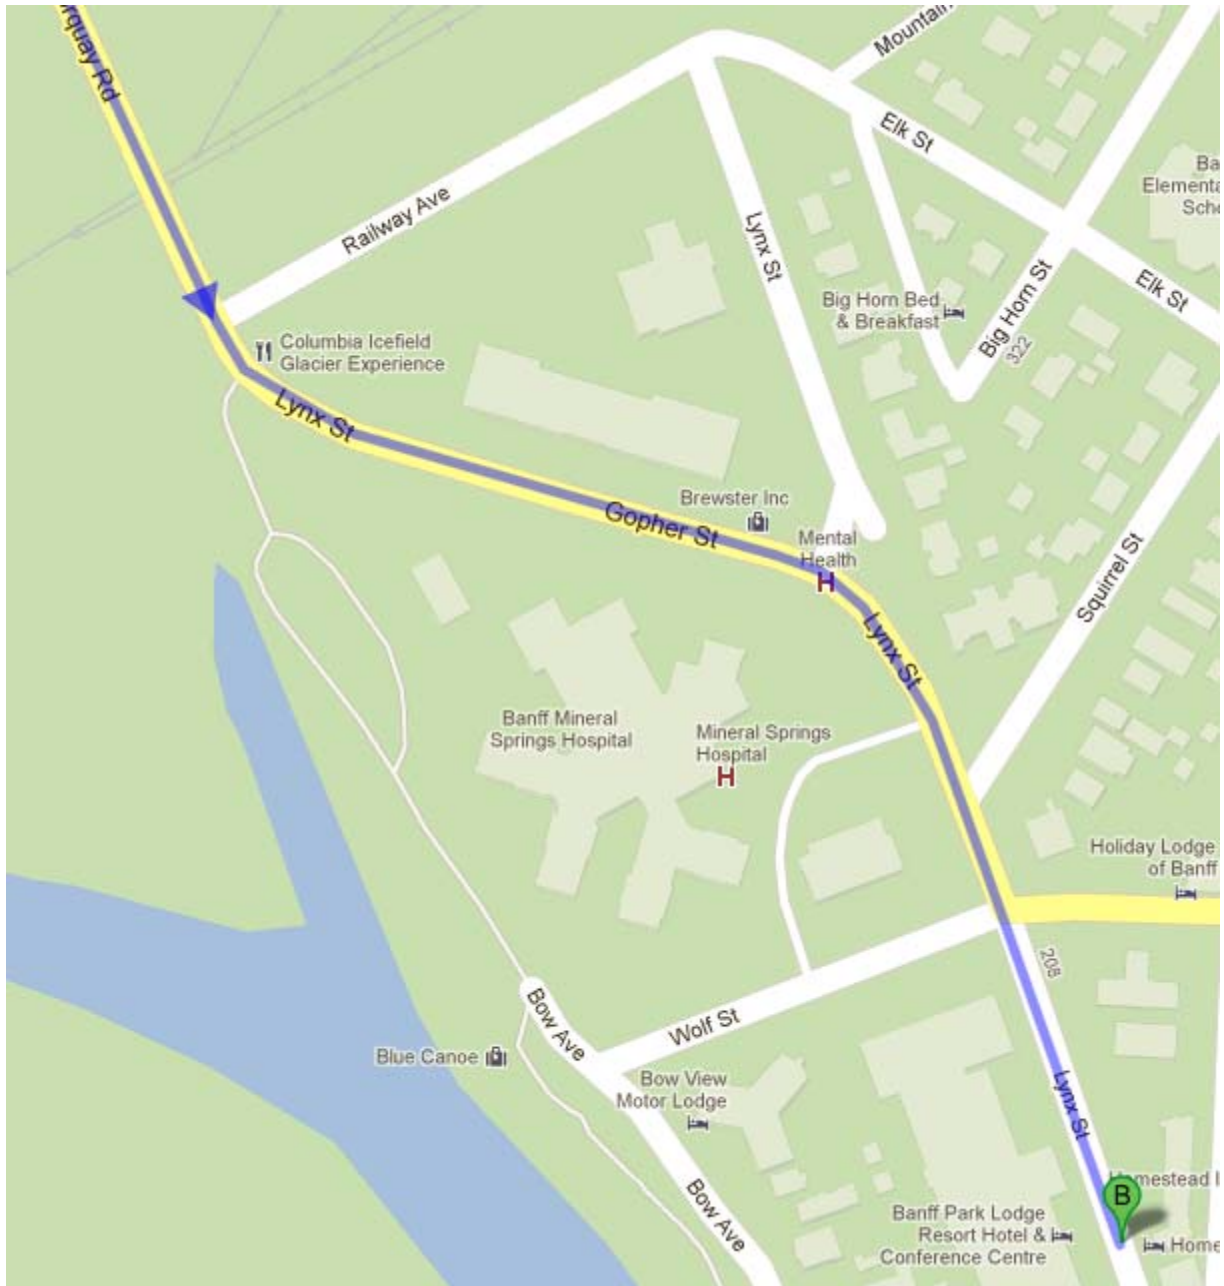 Mountain
rquay Rd
Elk St
Ba
Elementa
Scho
Railway Ave
Lynx St
Elk St
Big Horn Bed
& Breakfast
Big Horn St
322
Columbia Icefield
Glacier Experience
Lynx St
Brewster Inc
Gopher St
Mental
Health
H
Squirrel St
Lynx St
Banff Mineral
Springs Hospital
Mineral Springs
Hospital
H
Holiday Lodge
of Banff
208
Bow Ave
Wolf St
Blue Canoe
Bow View
Motor Lodge
Lynx St
Homestead I
B
Bow Ave
Banff Park Lodge
Resort Hotel &
Conference Centre
Home